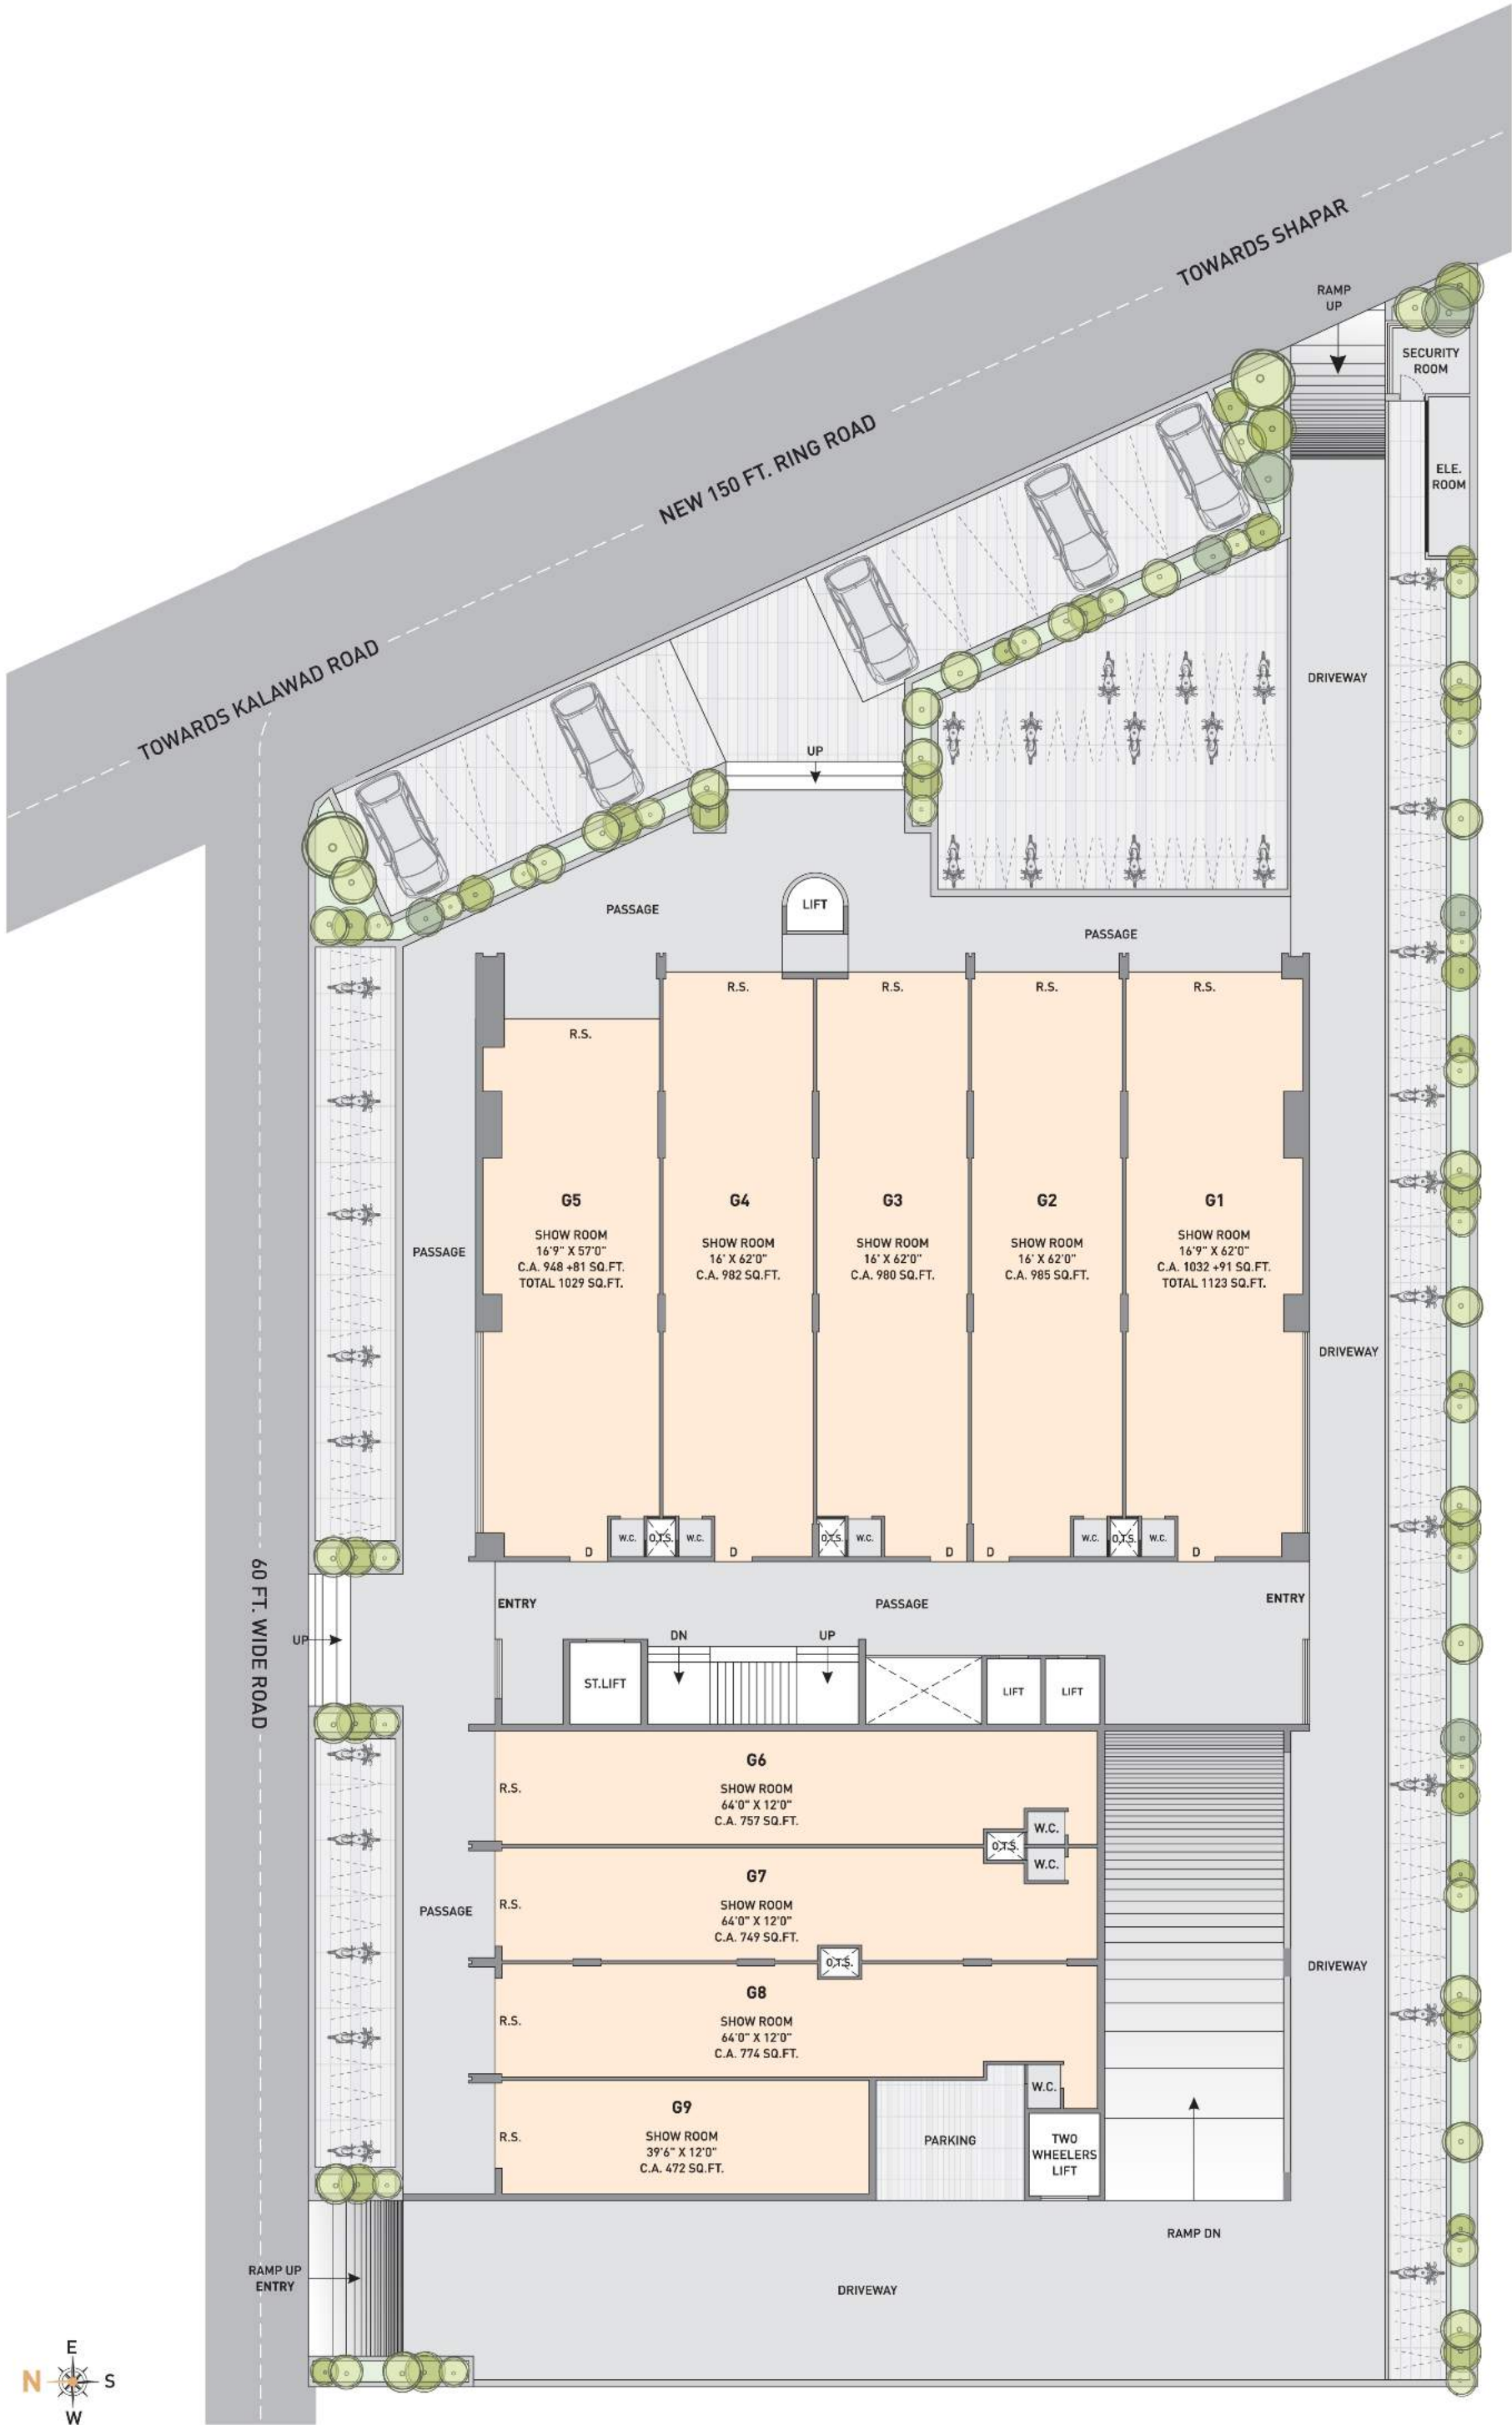 TOWARDS SHAPAR
RAMP
UP
SECURITY
ROOM
NEW 150 FT. RING ROAD
ELE.
ROOM
TOWARDS KALAWAD ROAD
DRIVEWAY
UP
LIFT
PASSAGE
PASSAGE
R.S.
R.S.
R.S.
R.S.
R.S.
G5
SHOW ROOM
16'9" X 57'0"
C.A. 948 +81 SQ.FT.
TOTAL 1029 SQ.FT.
G4
SHOW ROOM
16' X 62'0"
C.A. 982 SQ.FT.
G3
SHOW ROOM
16' X 62'0"
C.A. 980 SQ.FT.
G2
SHOW ROOM
16' X 62'0"
C.A. 985 SQ.FT.
G1
SHOW ROOM
16'9" X 62'0"
C.A. 1032 +91 SQ.FT.
TOTAL 1123 SQ.FT.
PASSAGE
DRIVEWAY
D
W.C.
O.T.S.
W.C.
D
O.T.S.
W.C.
D
D
W.C.
O.T.S.
W.C.
D
ENTRY
PASSAGE
ENTRY
60 FT. WIDE ROAD
UP
ST.LIFT
DN
UP
LIFT
LIFT
G6
SHOW ROOM
64'0" X 12'0"
C.A. 757 SQ.FT.
R.S.
W.C.
O.T.S.
W.C.
G7
SHOW ROOM
64'0" X 12'0"
C.A. 749 SQ.FT.
R.S.
PASSAGE
O.T.S.
DRIVEWAY
G8
SHOW ROOM
64'0" X 12'0"
C.A. 774 SQ.FT.
R.S.
W.C.
G9
SHOW ROOM
39'6" X 12'0"
C.A. 472 SQ.FT.
R.S.
PARKING
TWO
WHEELERS
LIFT
RAMP DN
RAMP UP
ENTRY
DRIVEWAY
E
N
S
W